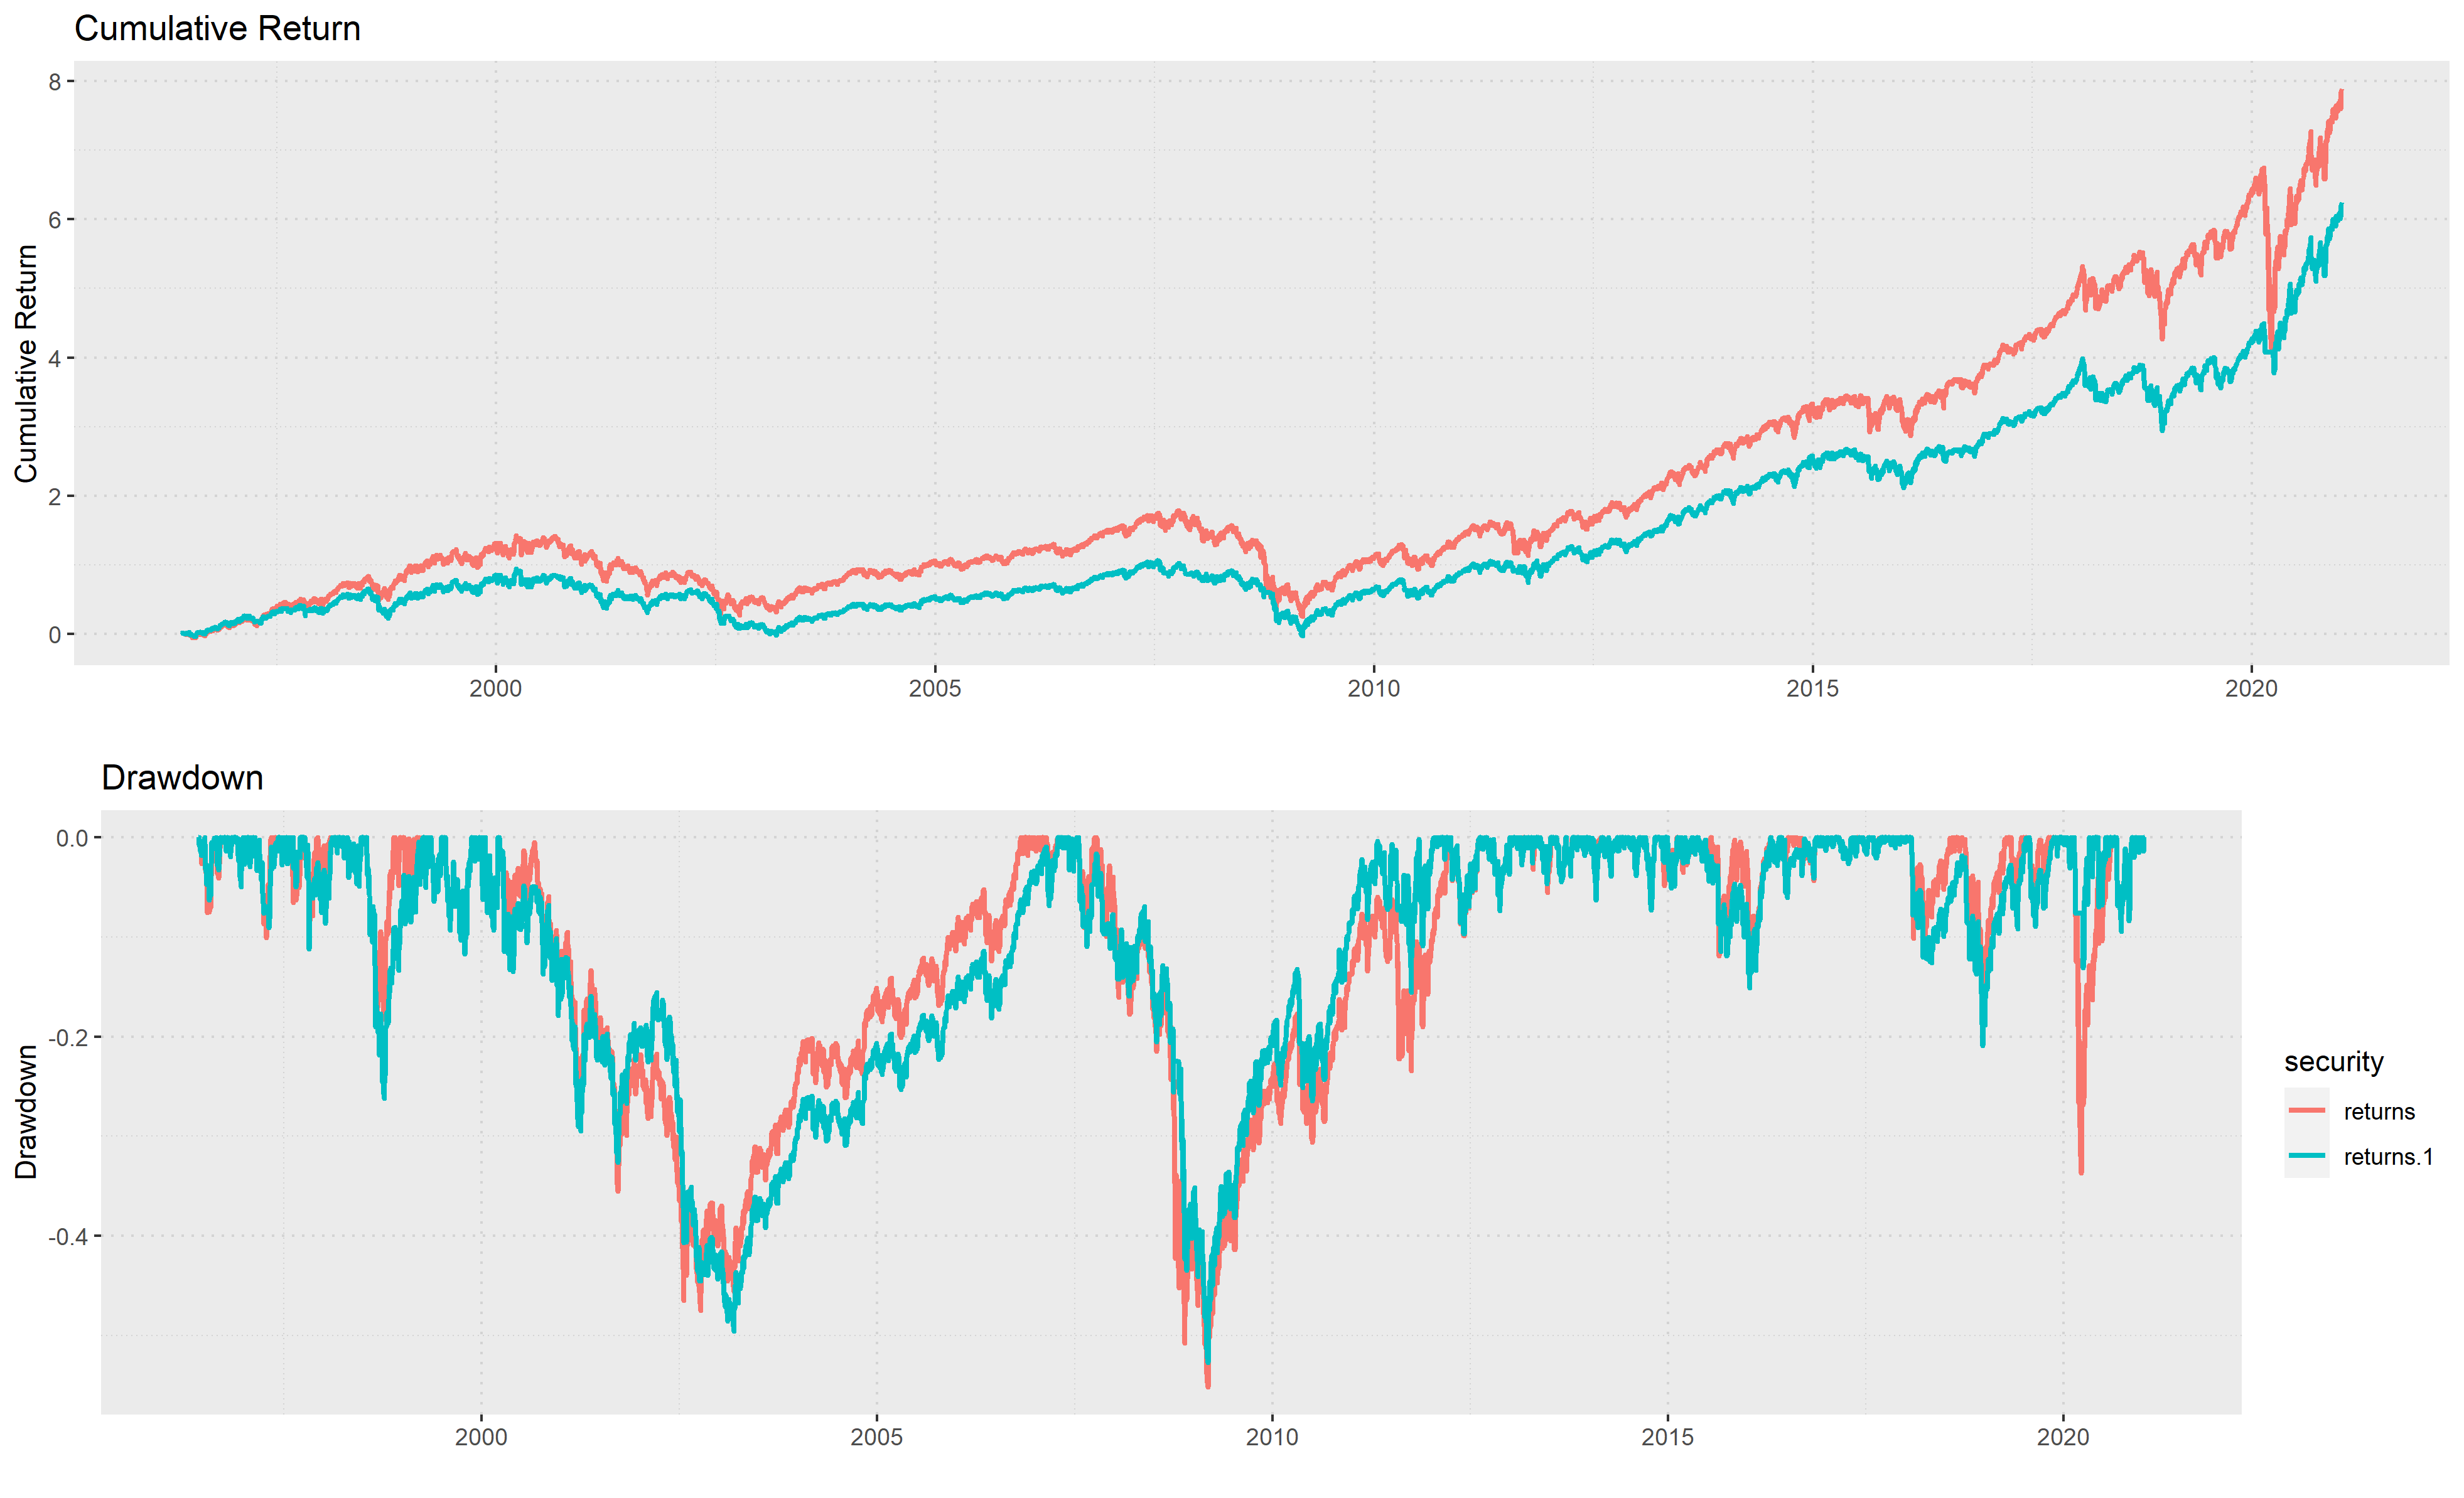 Cumulative Return
Cumulative Return
8
6
4
2
0
2000 2005 2010 2015 2020
Drawdown
Drawdown
0.0
-0.2
-0.4
2000 2005 2010 2015 2020
security
returns
returns.1